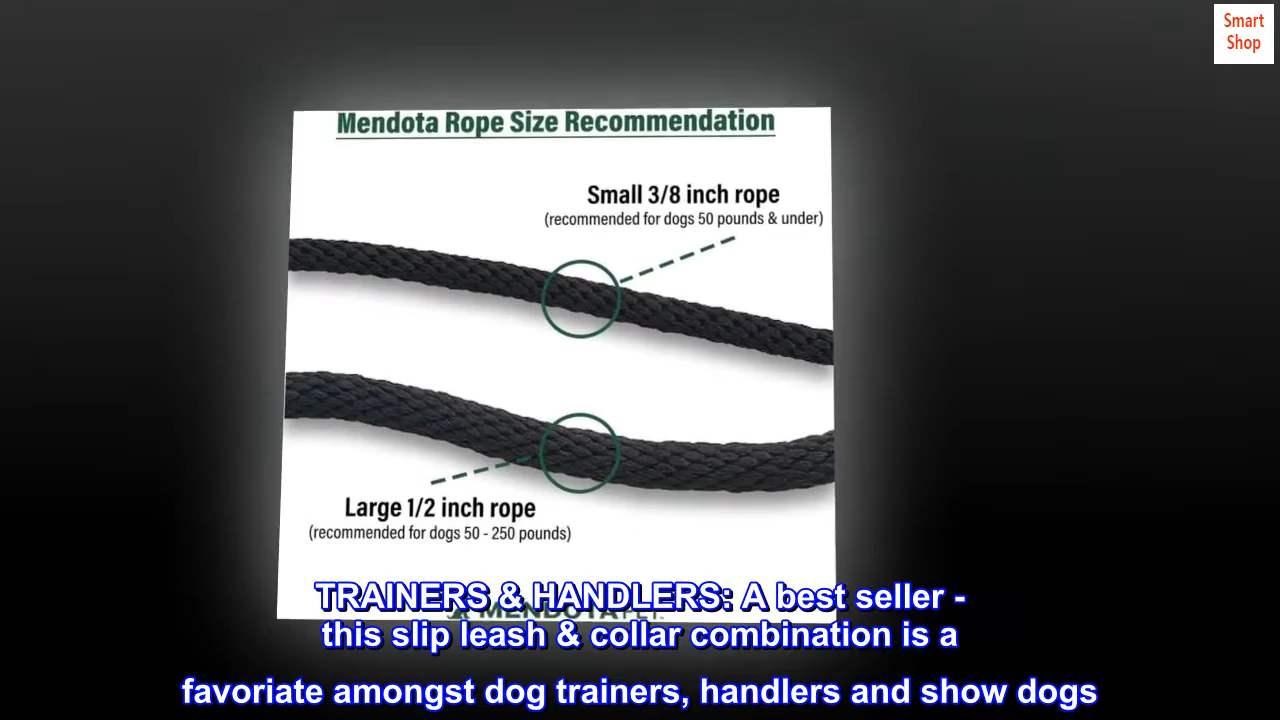 Smart
Shop
Mendota Rope Size Recommendation
Small 3/8 inch rope
(recommended for dogs 50 pounds & under)
Large 1/2 inch rope
(recommended for dogs 50 - 250 pounds)
MENDOTA PET
TRAINERS & HANDLERS: A best seller -
this slip leash & collar combination is a
favoriate amongst dog trainers, handlers and show dogs